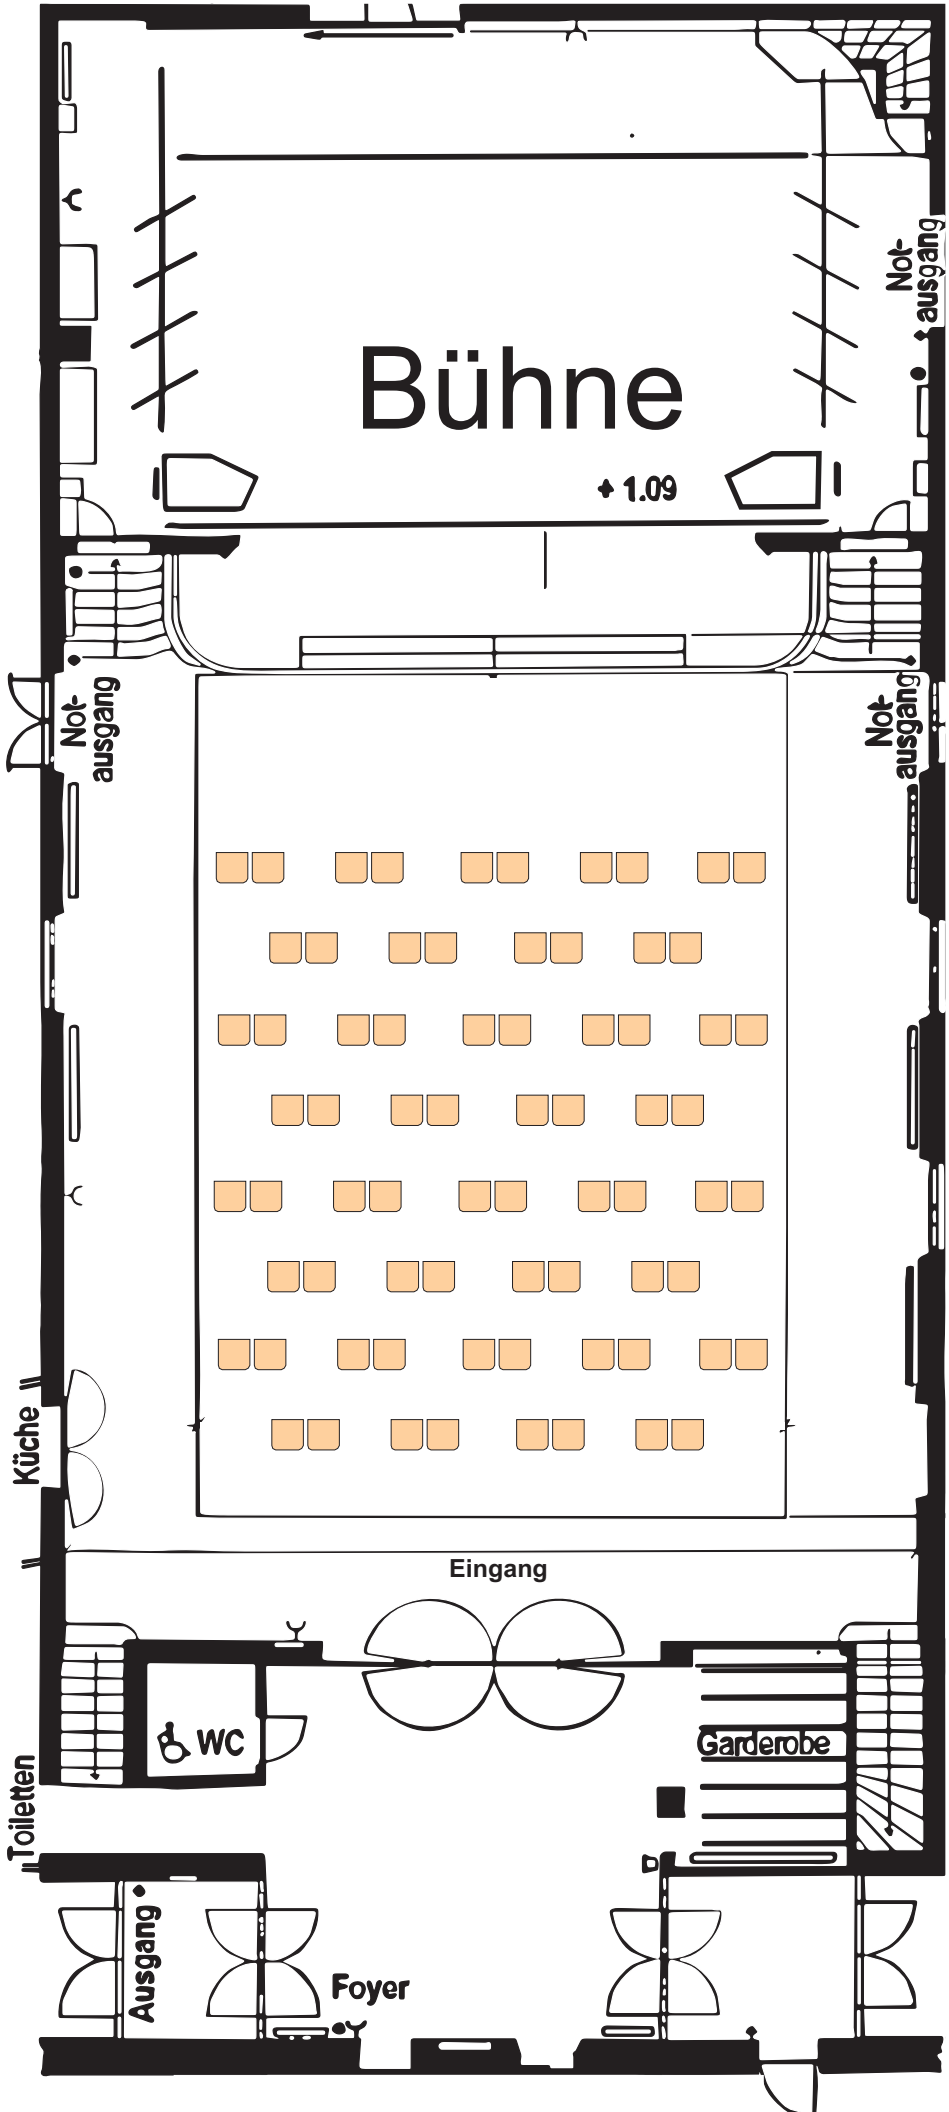 Not-
ausgang
Bühne
+ 1.09
Not-
ausgang
Not-
ausgang
Küche
Eingang
WC
Garderobe
Toiletten
Ausgang
Foyer